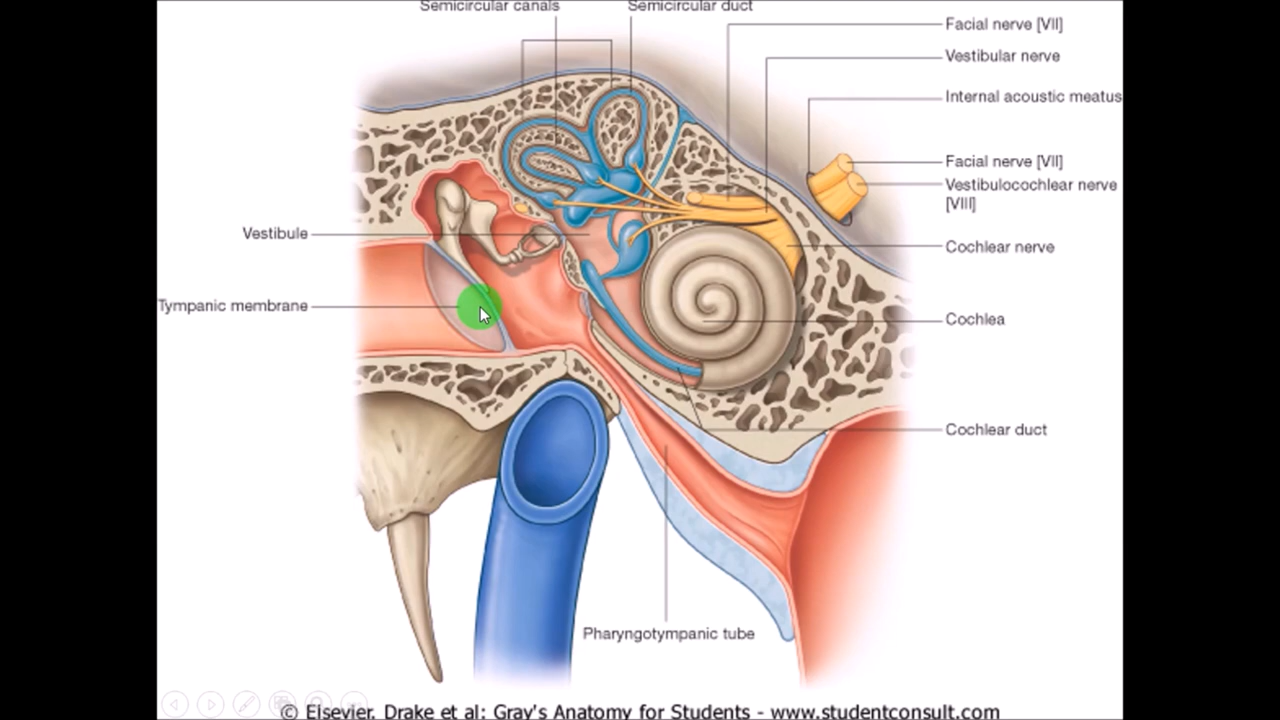 Semicircular canals
Semicircular duct
Facial nerve [VII]
Vestibular nerve
Internal acoustic meatus
Facial nerve [VII]
Vestibulocochlear nerve
[VIII]
Vestibule
Cochlear nerve
Tympanic membrane
Cochlea
Cochlear duct
Pharyngotympanic tube
© Elsevier. Drake et al: Gray's Anatomy for Students - www.studentconsult.com